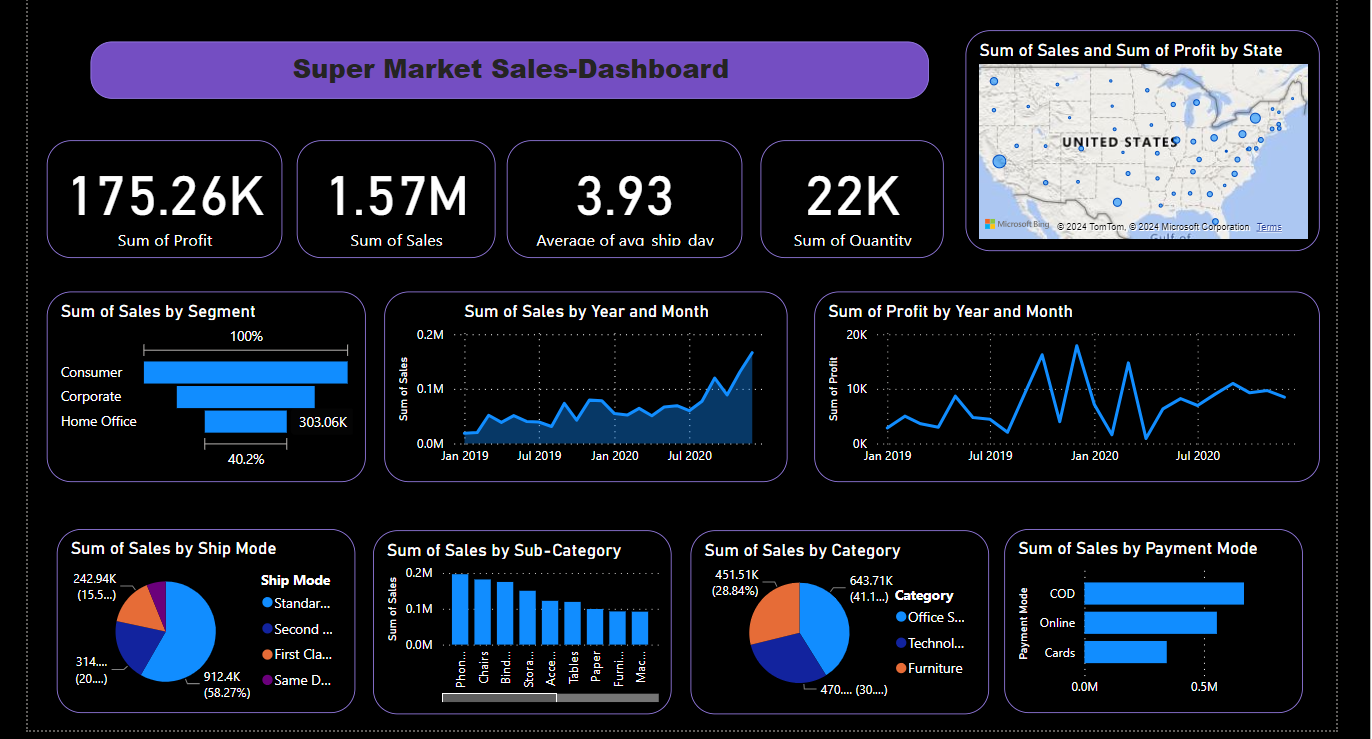 Super Market Sales-Dashboard
Sum of Sales and Sum of Profit by State
UNITED STATES
Microsoft Bing
© 2024 TomTom, © 2024 Microsoft Corporation Terms
Gulf of
175.26K
Sum of Profit
1.57M
Sum of Sales
3.93
Average of avg_ship_day
22K
Sum of Quantity
Sum of Sales by Segment
100%
Consumer
Corporate
Home Office
303.06K
40.2%
Sum of Sales by Year and Month
Sum of Sales
0.2M
0.1M
0.0M
Jan 2019
Jul 2019
Jan 2020
Jul 2020
Sum of Profit by Year and Month
Sum of Profit
20K
10K
0K
Jan 2019
Jul 2019
Jan 2020
Jul 2020
Sum of Sales by Ship Mode
242.94K
(15.5...)
314....
(20....)
912.4K
(58.27%)
Ship Mode
Standar...
Second ...
First Cla...
Same D...
Sum of Sales by Sub-Category
Sum of Sales
0.2M
0.1M
0.0M
Phon...
Chairs
Bind...
Stora...
Acce...
Tables
Paper
Furni...
Mac...
Sum of Sales by Category
451.51K
(28.84%)
643.71K
(41.1...)
470.... (30....)
Category
Office S...
Technol...
Furniture
Sum of Sales by Payment Mode
Payment Mode
COD
Online
Cards
0.0M
0.5M